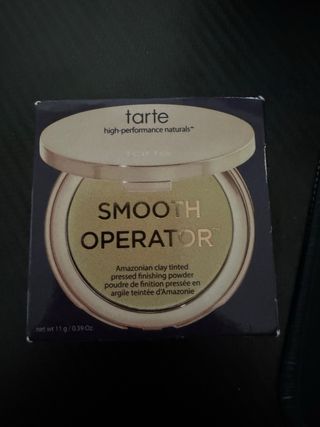 tarte
high-performance naturals™
SMOOTH
OPERATOR™
Amazonian clay tinted
pressed finishing powder
poudre de finition pressée en
argile teintée d'Amazonie
net wt 11 g / 0.39 Oz.